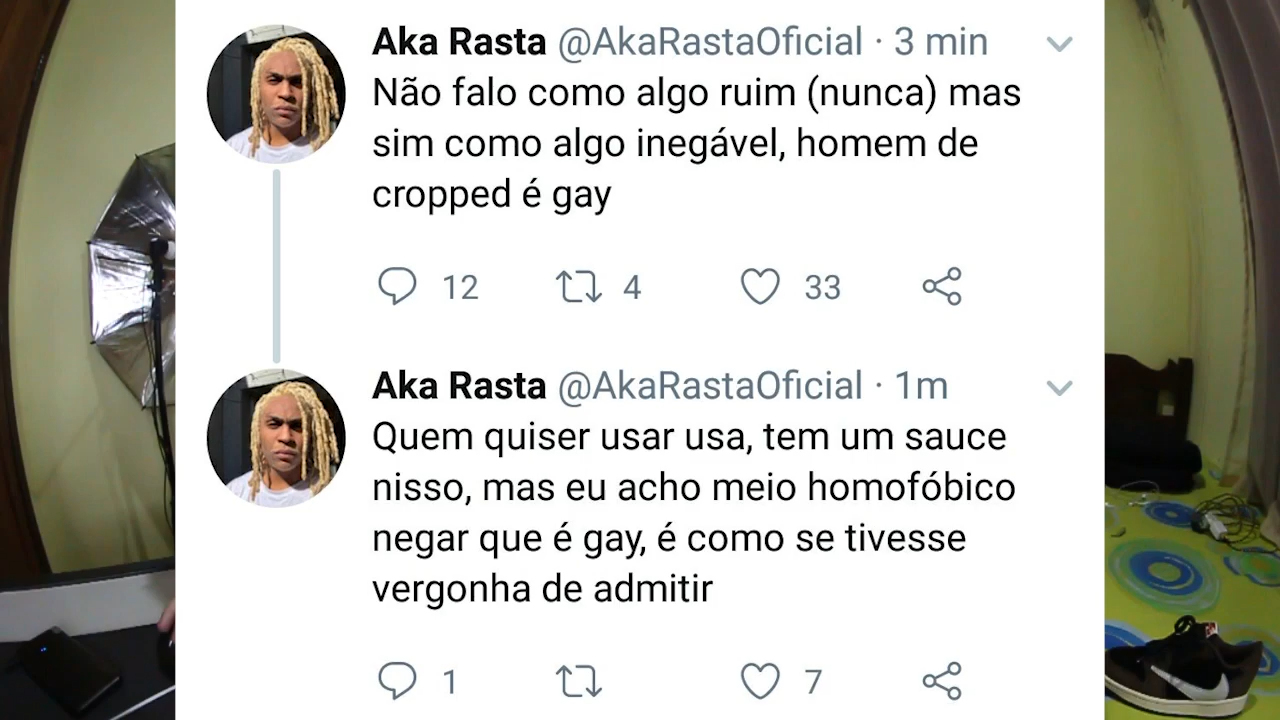 Aka Rasta @AkaRastaOficial · 3 min
Não falo como algo ruim (nunca) mas
sim como algo inegável, homem de
cropped é gay
12 4 33
Aka Rasta @AkaRastaOficial · 1m
Quem quiser usar usa, tem um sauce
nisso, mas eu acho meio homofóbico
negar que é gay, é como se tivesse
vergonha de admitir
1 7